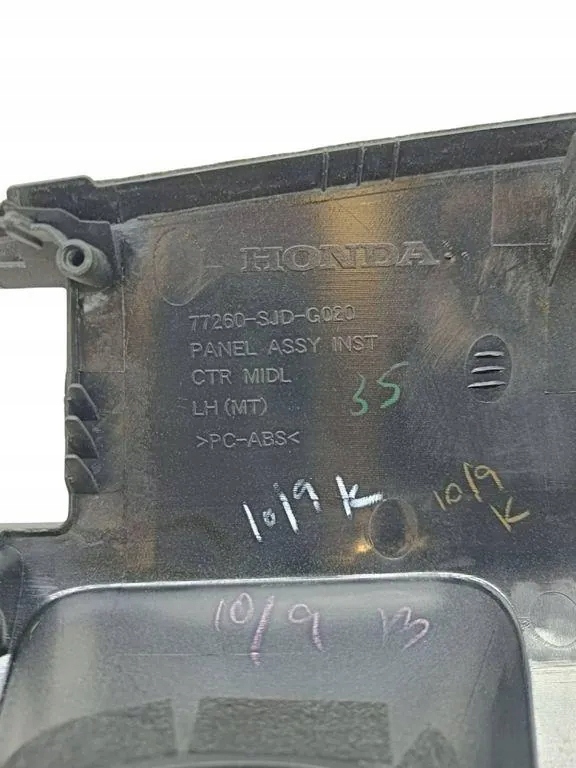 HONDA
77260-SJD-G020
PANEL ASSY INST
CTR MIDL
LH (MT)
>PC-ABS<
35
10/9 K
10/9
K
10/9 B